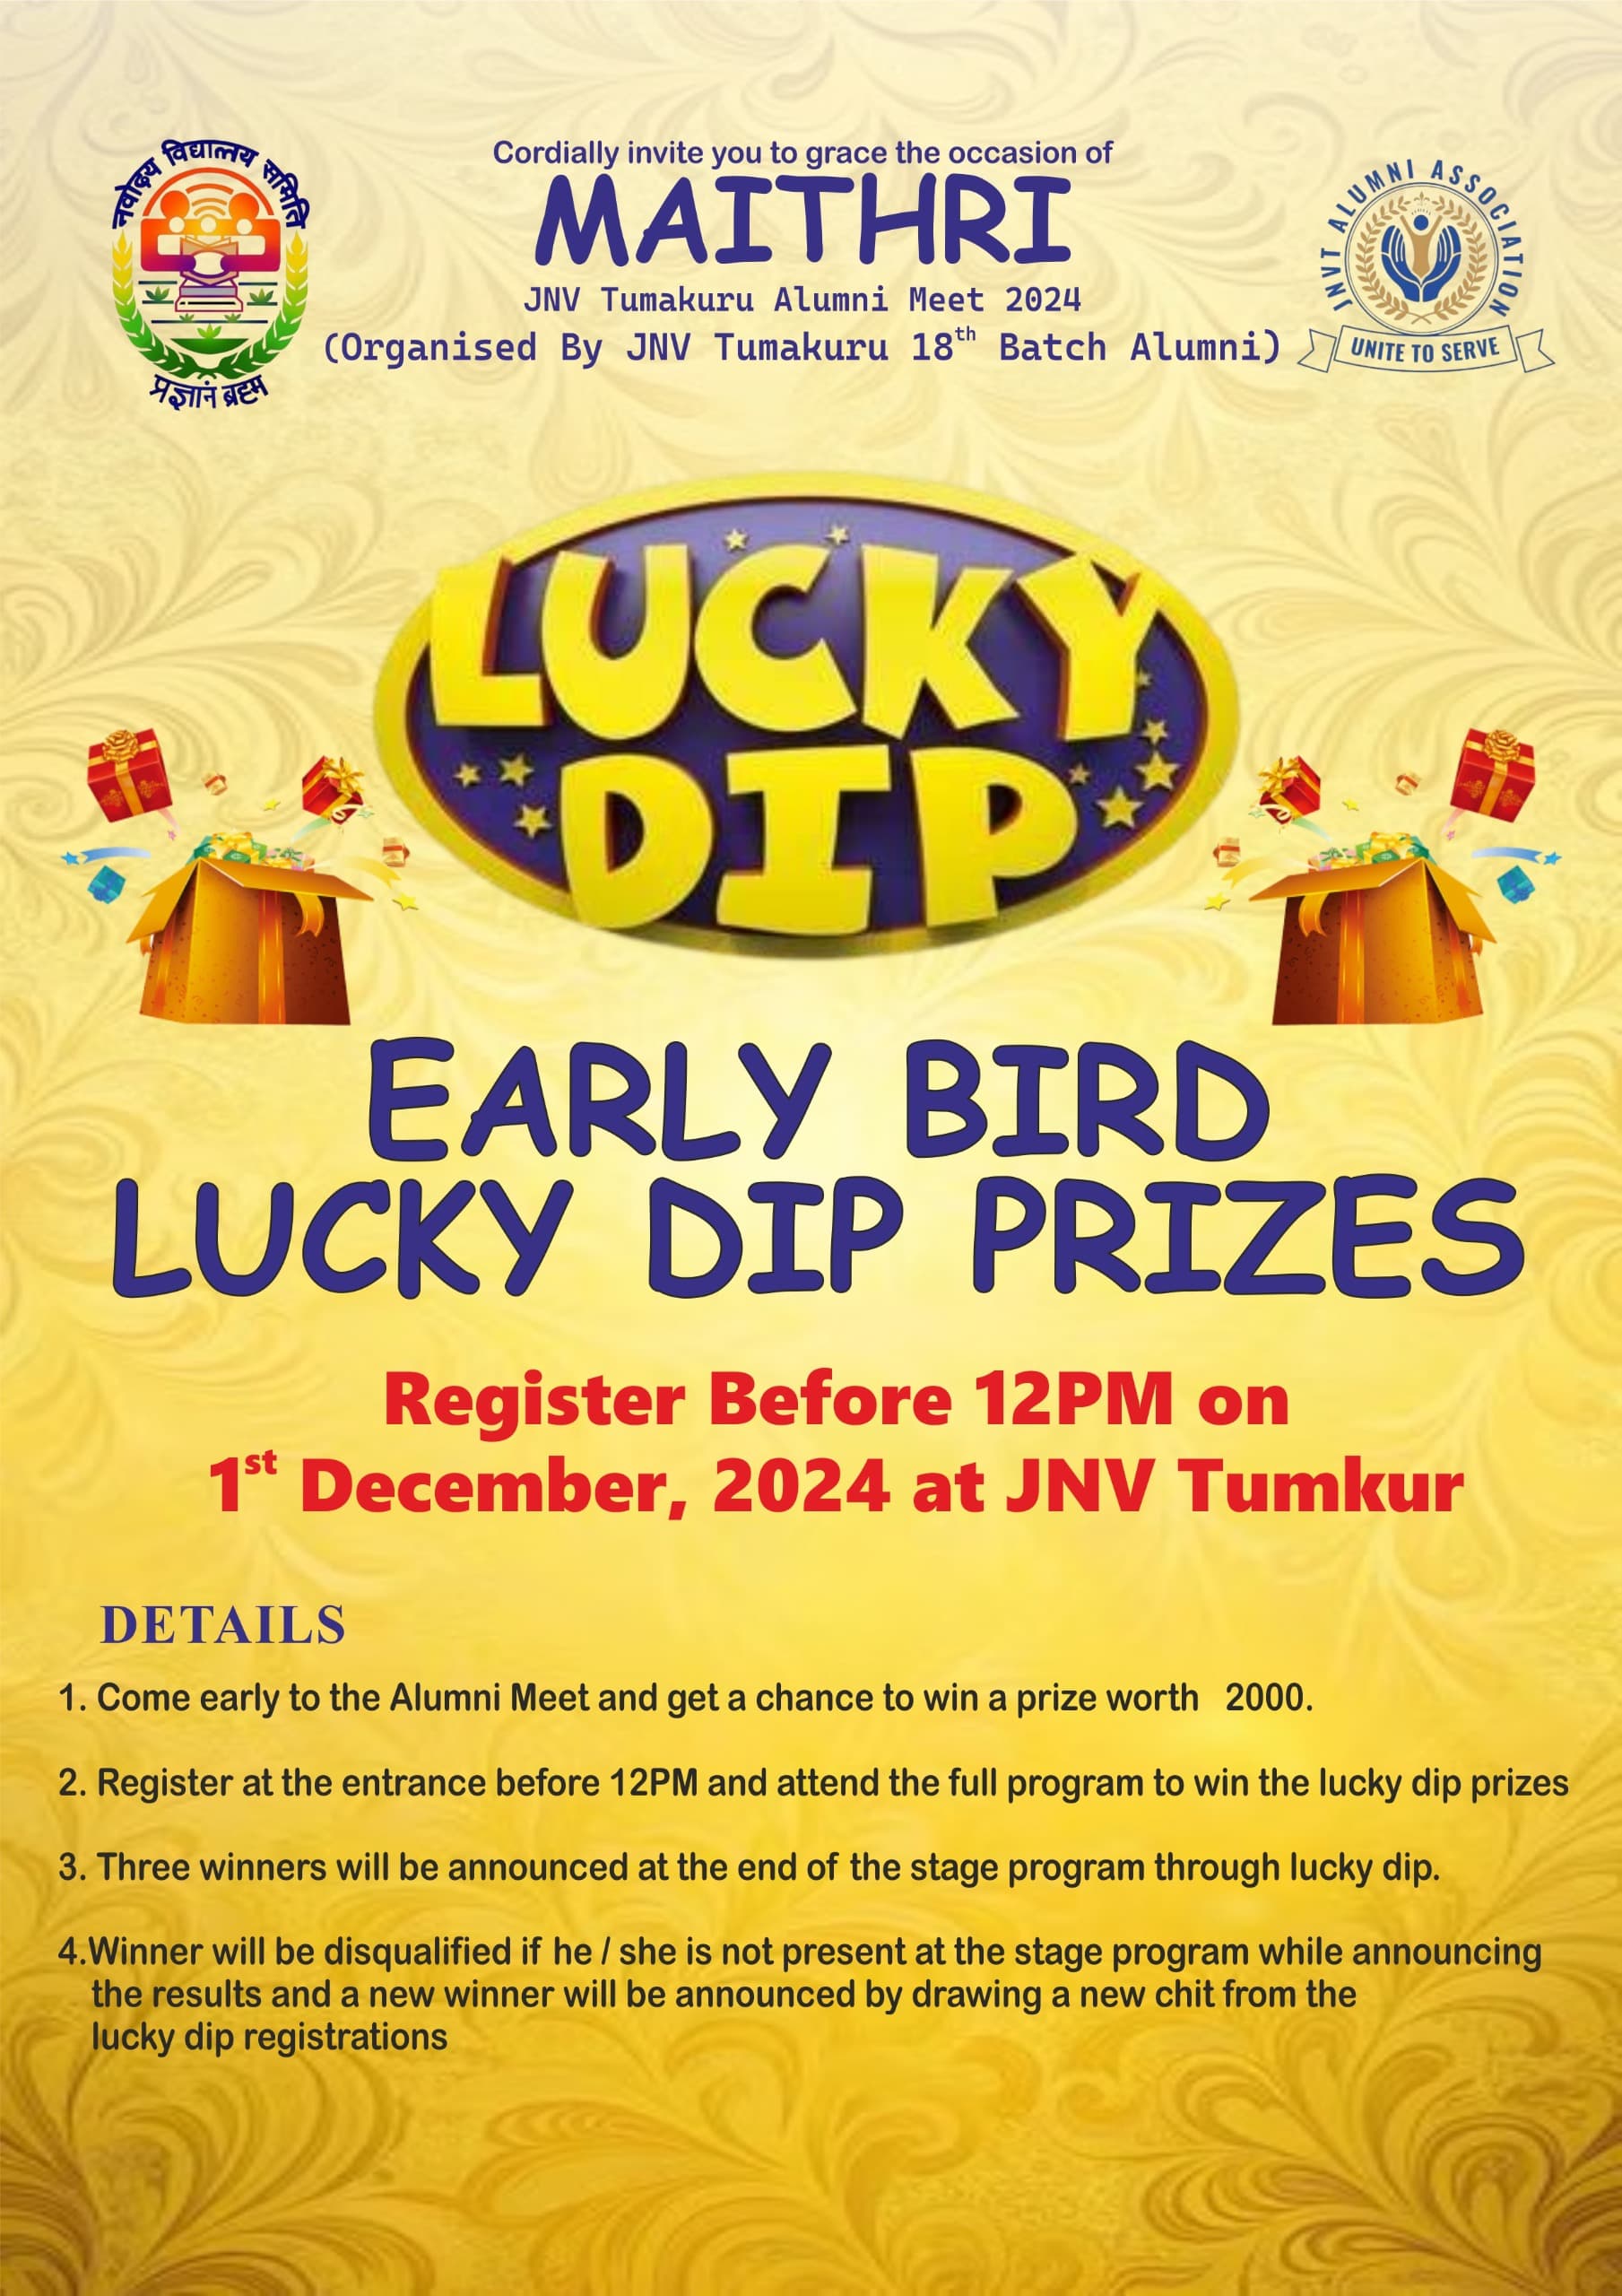 नवोदय विद्यालय समिति
प्रज्ञानं ब्रह्म
Cordially invite you to grace the occasion of
MAITHRI
JNV Tumakuru Alumni Meet 2024
(Organised By JNV Tumakuru 18th Batch Alumni)
JNVT ALUMNI ASSOCIATION
UNITE TO SERVE
LUCKY
DIP
EARLY BIRD
LUCKY DIP PRIZES
Register Before 12PM on
1st December, 2024 at JNV Tumkur
DETAILS
1. Come early to the Alumni Meet and get a chance to win a prize worth 2000.
2. Register at the entrance before 12PM and attend the full program to win the lucky dip prizes
3. Three winners will be announced at the end of the stage program through lucky dip.
4.Winner will be disqualified if he / she is not present at the stage program while announcing
the results and a new winner will be announced by drawing a new chit from the
lucky dip registrations